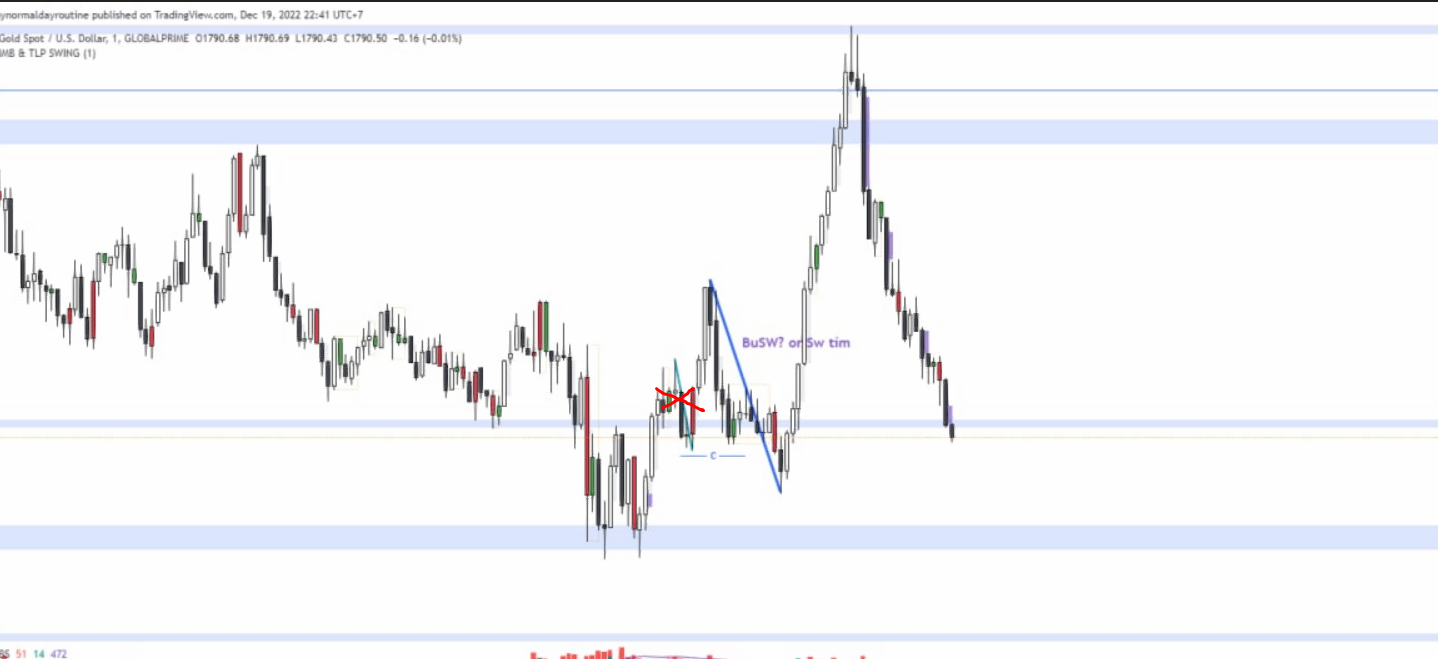 ynormaldayroutine published on TradingView.com, Dec 19, 2022 22:41 UTC+7
Gold Spot / U.S. Dollar, 1, GLOBALPRIME O1790.68 H1790.69 L1790.43 C1790.50 −0.16 (−0.01%)
MB & TLP SWING (1)
BuSW? or Sw tim
C
BS 51 14 472